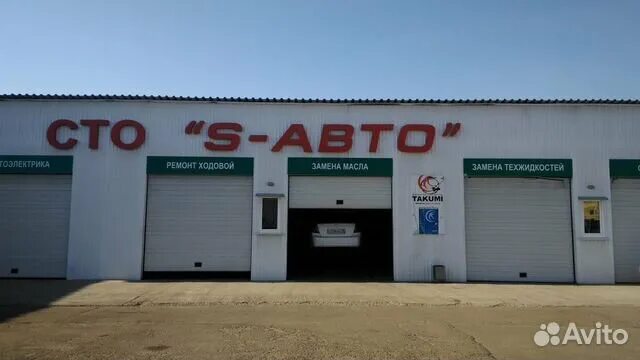 СТО "S-АВТО"
ТОЭЛЕКТРИКА
РЕМОНТ ХОДОВОЙ
ЗАМЕНА МАСЛА
ЗАМЕНА ТЕХЖИДКОСТЕЙ
TAKUMI
Avito